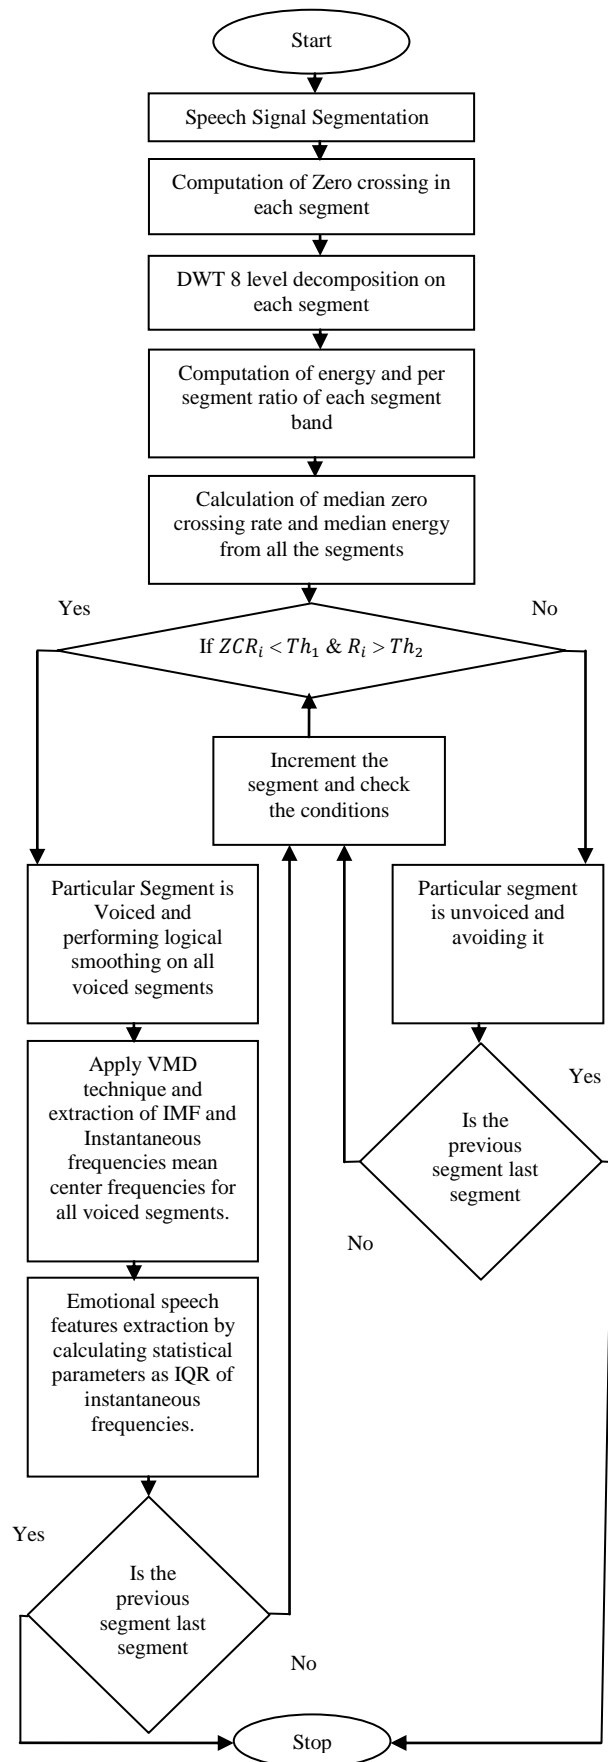 Start
Speech Signal Segmentation
Computation of Zero crossing in
each segment
DWT 8 level decomposition on
each segment
Computation of energy and per
segment ratio of each segment
band
Calculation of median zero
crossing rate and median energy
from all the segments
Yes
No
If ZCR_i < Th_1 & R_i > Th_2
Increment the
segment and check
the conditions
Particular Segment is
Voiced and
performing logical
smoothing on all
voiced segments
Particular segment
is unvoiced and
avoiding it
Apply VMD
technique and
extraction of IMF and
Instantaneous
frequencies mean
center frequencies for
all voiced segments.
Yes
Is the
previous
segment last
segment
No
Emotional speech
features extraction by
calculating statistical
parameters as IQR of
instantaneous
frequencies.
Yes
Is the
previous
segment last
segment
No
Stop